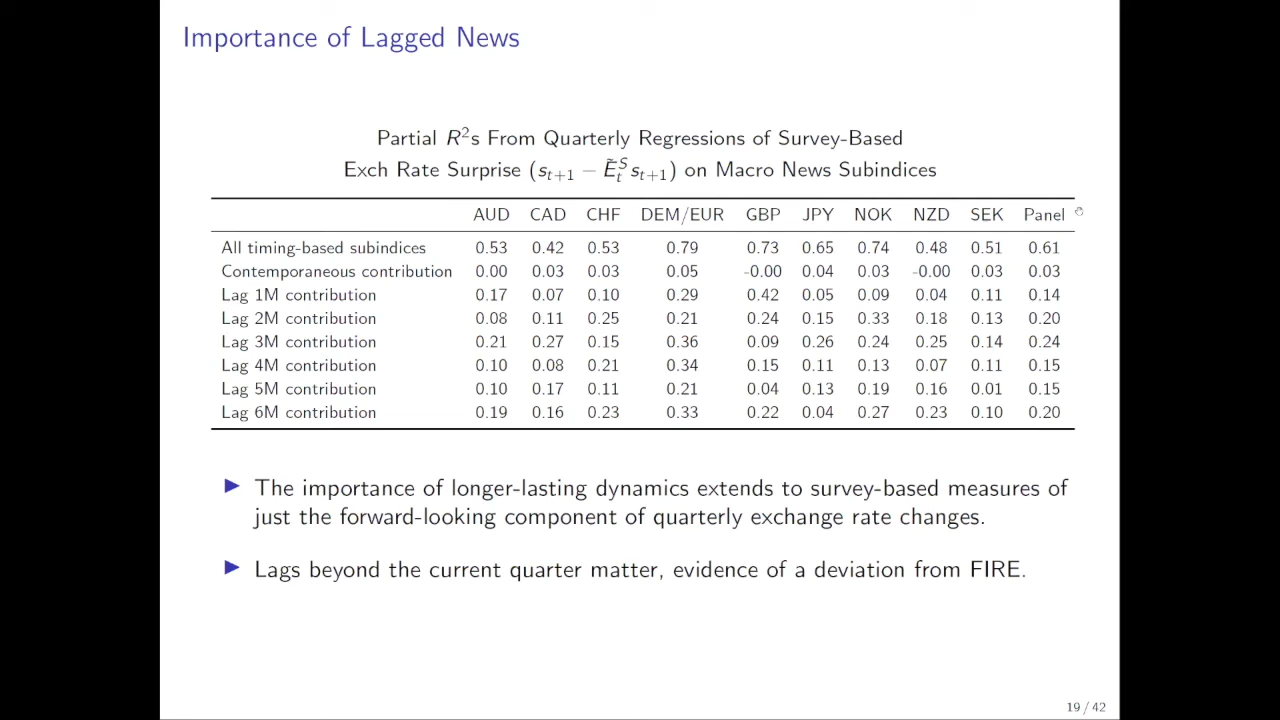 Importance of Lagged News
Partial R²s From Quarterly Regressions of Survey-Based
Exch Rate Surprise (sₜ₊₁ − Ẽₜˢsₜ₊₁) on Macro News Subindices
AUD CAD CHF DEM/EUR GBP JPY NOK NZD SEK Panel
All timing-based subindices 0.53 0.42 0.53 0.79 0.73 0.65 0.74 0.48 0.51 0.61
Contemporaneous contribution 0.00 0.03 0.03 0.05 -0.00 0.04 0.03 -0.00 0.03 0.03
Lag 1M contribution 0.17 0.07 0.10 0.29 0.42 0.05 0.09 0.04 0.11 0.14
Lag 2M contribution 0.08 0.11 0.25 0.21 0.24 0.15 0.33 0.18 0.13 0.20
Lag 3M contribution 0.21 0.27 0.15 0.36 0.09 0.26 0.24 0.25 0.14 0.24
Lag 4M contribution 0.10 0.08 0.21 0.34 0.15 0.11 0.13 0.07 0.11 0.15
Lag 5M contribution 0.10 0.17 0.11 0.21 0.04 0.13 0.19 0.16 0.01 0.15
Lag 6M contribution 0.19 0.16 0.23 0.33 0.22 0.04 0.27 0.23 0.10 0.20
▶ The importance of longer-lasting dynamics extends to survey-based measures of
just the forward-looking component of quarterly exchange rate changes.
▶ Lags beyond the current quarter matter, evidence of a deviation from FIRE.
19 / 42